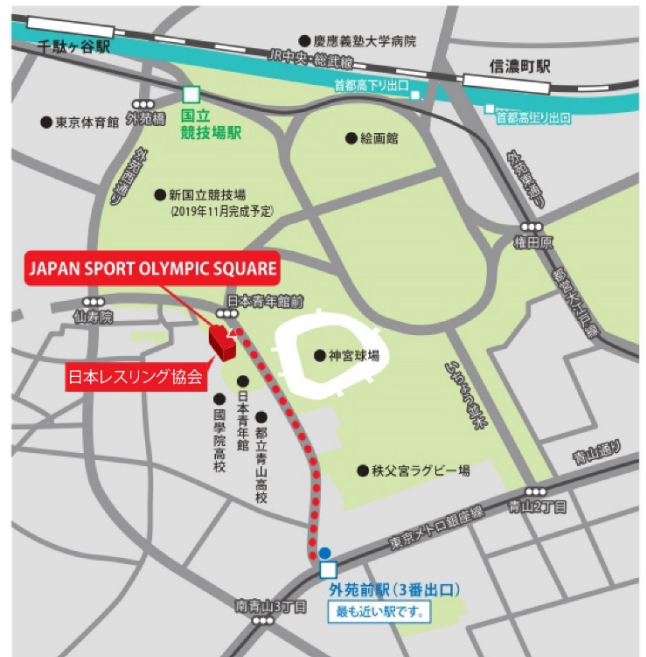 千駄ヶ谷駅
慶應義塾大学病院
JR中央・総武線
信濃町駅
首都高下り出口
首都高上り出口
外苑橋
国立
競技場駅
東京体育館
絵画館
外苑西通り
外苑東通り
新国立競技場
(2019年11月完成予定)
権田原
JAPAN SPORT OLYMPIC SQUARE
都営大江戸線
仙寿院
日本青年館前
神宮球場
日本レスリング協会
いちょう並木
日本青年館
國學院高校
都立青山高校
秩父宮ラグビー場
青山通り
青山2丁目
東京メトロ銀座線
外苑前駅(3番出口)
最も近い駅です。
南青山3丁目